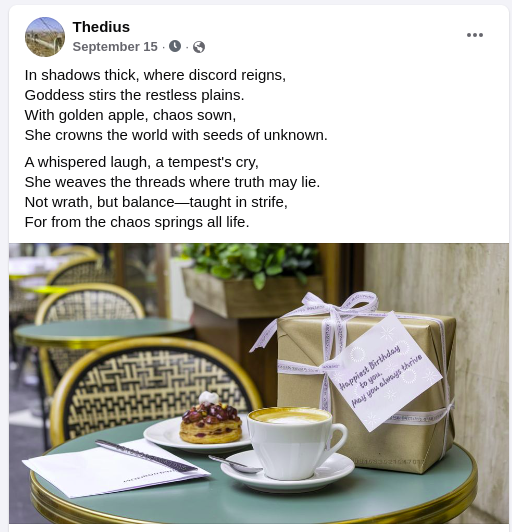 Thedius
September 15
In shadows thick, where discord reigns,
Goddess stirs the restless plains.
With golden apple, chaos sown,
She crowns the world with seeds of unknown.
A whispered laugh, a tempest's cry,
She weaves the threads where truth may lie.
Not wrath, but balance—taught in strife,
For from the chaos springs all life.
Happiest Birthday
to you,
May you always thrive